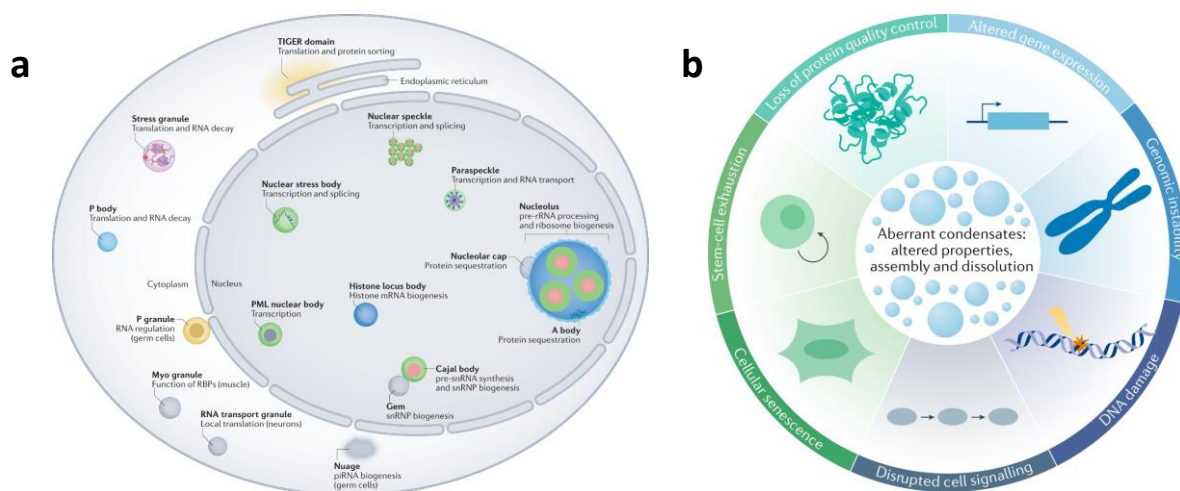 a
TIGER domain
Translation and protein sorting
Endoplasmic reticulum
Stress granule
Translation and RNA decay
Nuclear speckle
Transcription and splicing
Nuclear stress body
Transcription and splicing
Paraspeckle
Transcription and RNA transport
P body
Translation and RNA decay
Nucleolus
pre-rRNA processing
and ribosome biogenesis
Nucleolar cap
Protein sequestration
Cytoplasm
Nucleus
Histone locus body
Histone mRNA biogenesis
PML nuclear body
Transcription
P granule
RNA regulation
(germ cells)
A body
Protein sequestration
Cajal body
pre-snRNA synthesis
and snRNP biogenesis
Myo granule
Function of RBPs (muscle)
Gem
snRNP biogenesis
RNA transport granule
Local translation (neurons)
Nuage
piRNA biogenesis
(germ cells)
b
Loss of protein quality control
Altered gene expression
Genomic instability
DNA damage
Disrupted cell signalling
Cellular senescence
Stem-cell exhaustion
Aberrant condensates:
altered properties,
assembly and dissolution